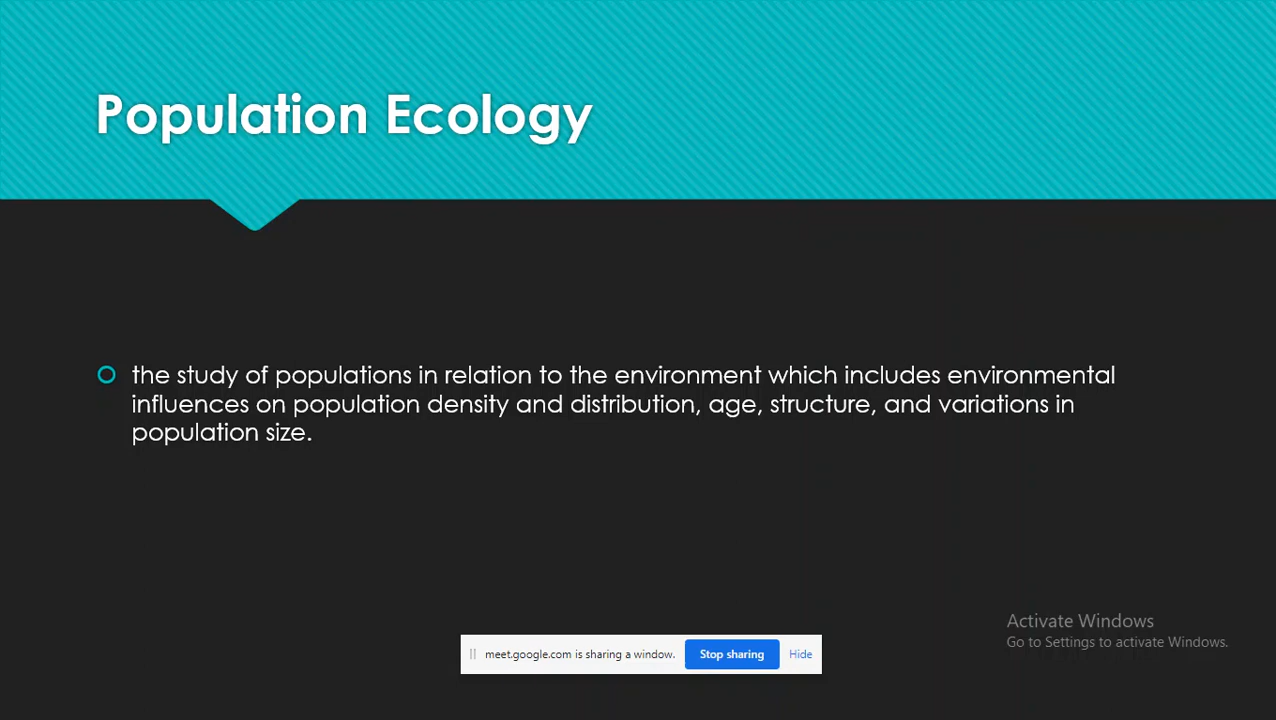 Population Ecology
the study of populations in relation to the environment which includes environmental
influences on population density and distribution, age, structure, and variations in
population size.
Activate Windows
Go to Settings to activate Windows.
meet.google.com is sharing a window. Stop sharing Hide